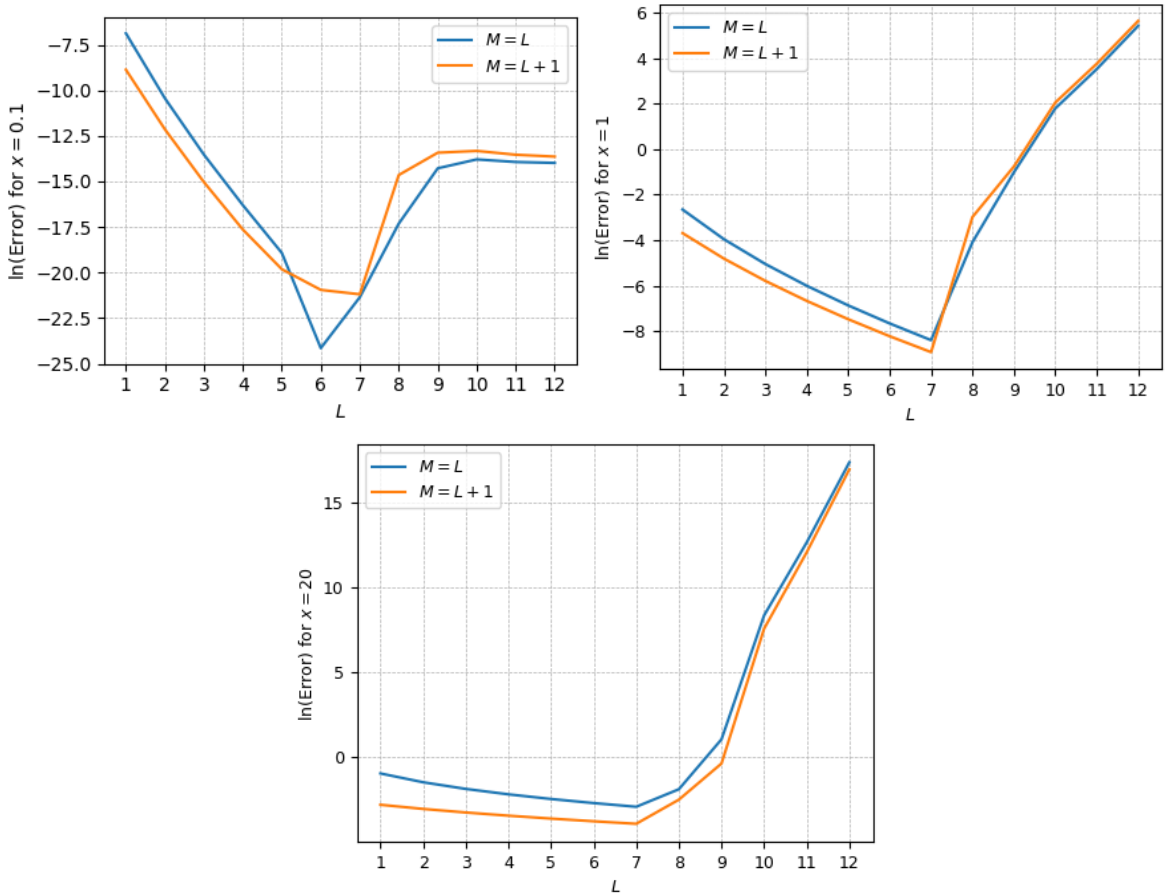 M = L
M = L + 1
ln(Error) for x = 0.1
−7.5
−10.0
−12.5
−15.0
−17.5
−20.0
−22.5
−25.0
1 2 3 4 5 6 7 8 9 10 11 12
L
M = L
M = L + 1
ln(Error) for x = 1
6
4
2
0
−2
−4
−6
−8
1 2 3 4 5 6 7 8 9 10 11 12
L
M = L
M = L + 1
ln(Error) for x = 20
15
10
5
0
1 2 3 4 5 6 7 8 9 10 11 12
L